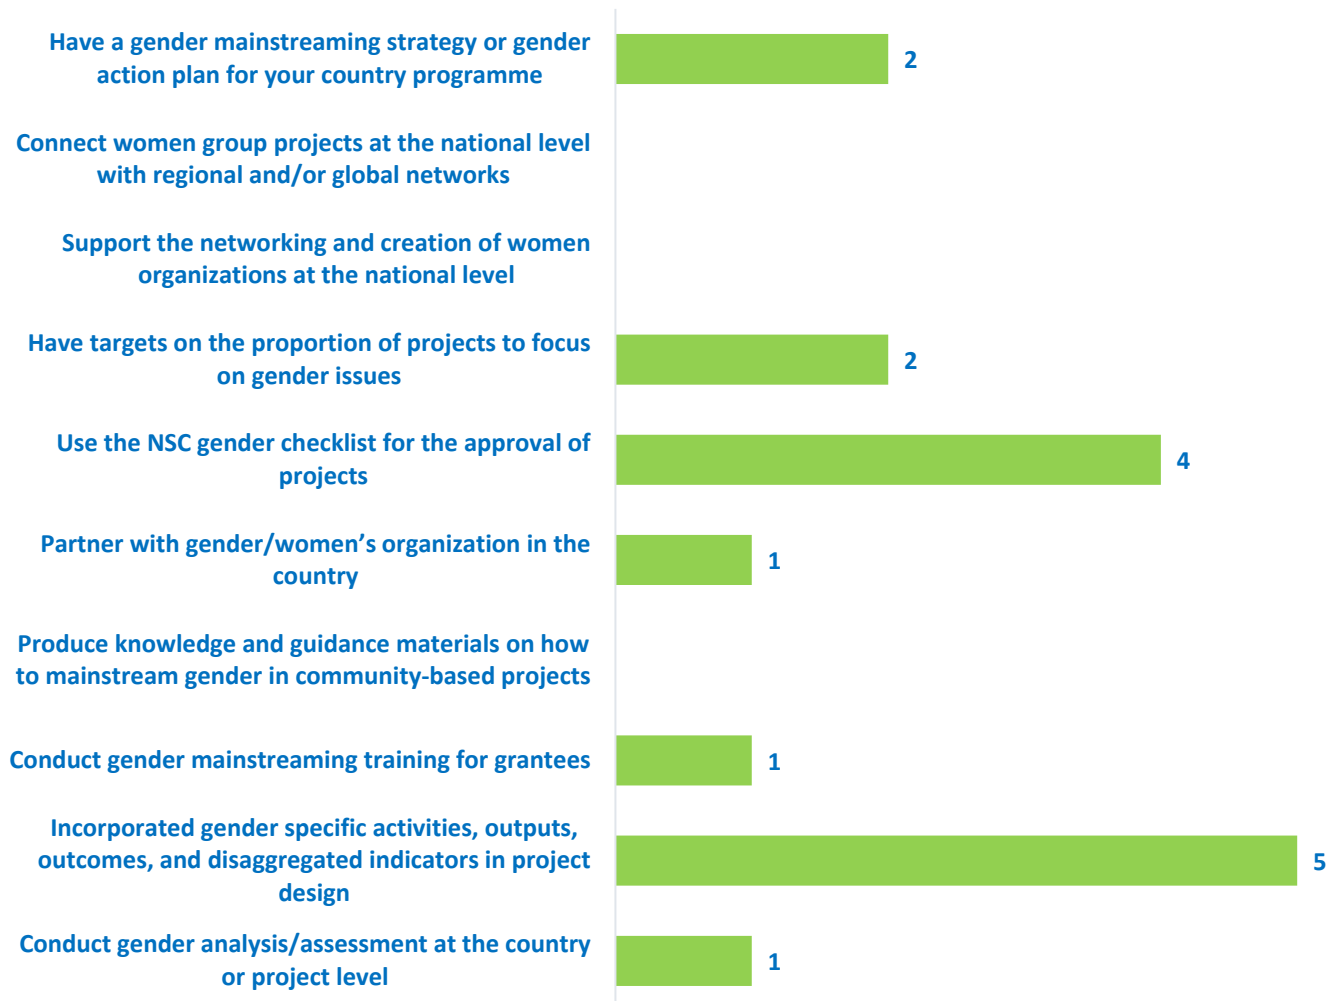 Have a gender mainstreaming strategy or gender
action plan for your country programme
2
Connect women group projects at the national level
with regional and/or global networks
Support the networking and creation of women
organizations at the national level
Have targets on the proportion of projects to focus
on gender issues
2
Use the NSC gender checklist for the approval of
projects
4
Partner with gender/women’s organization in the
country
1
Produce knowledge and guidance materials on how
to mainstream gender in community-based projects
Conduct gender mainstreaming training for grantees
1
Incorporated gender specific activities, outputs,
outcomes, and disaggregated indicators in project
design
5
Conduct gender analysis/assessment at the country
or project level
1